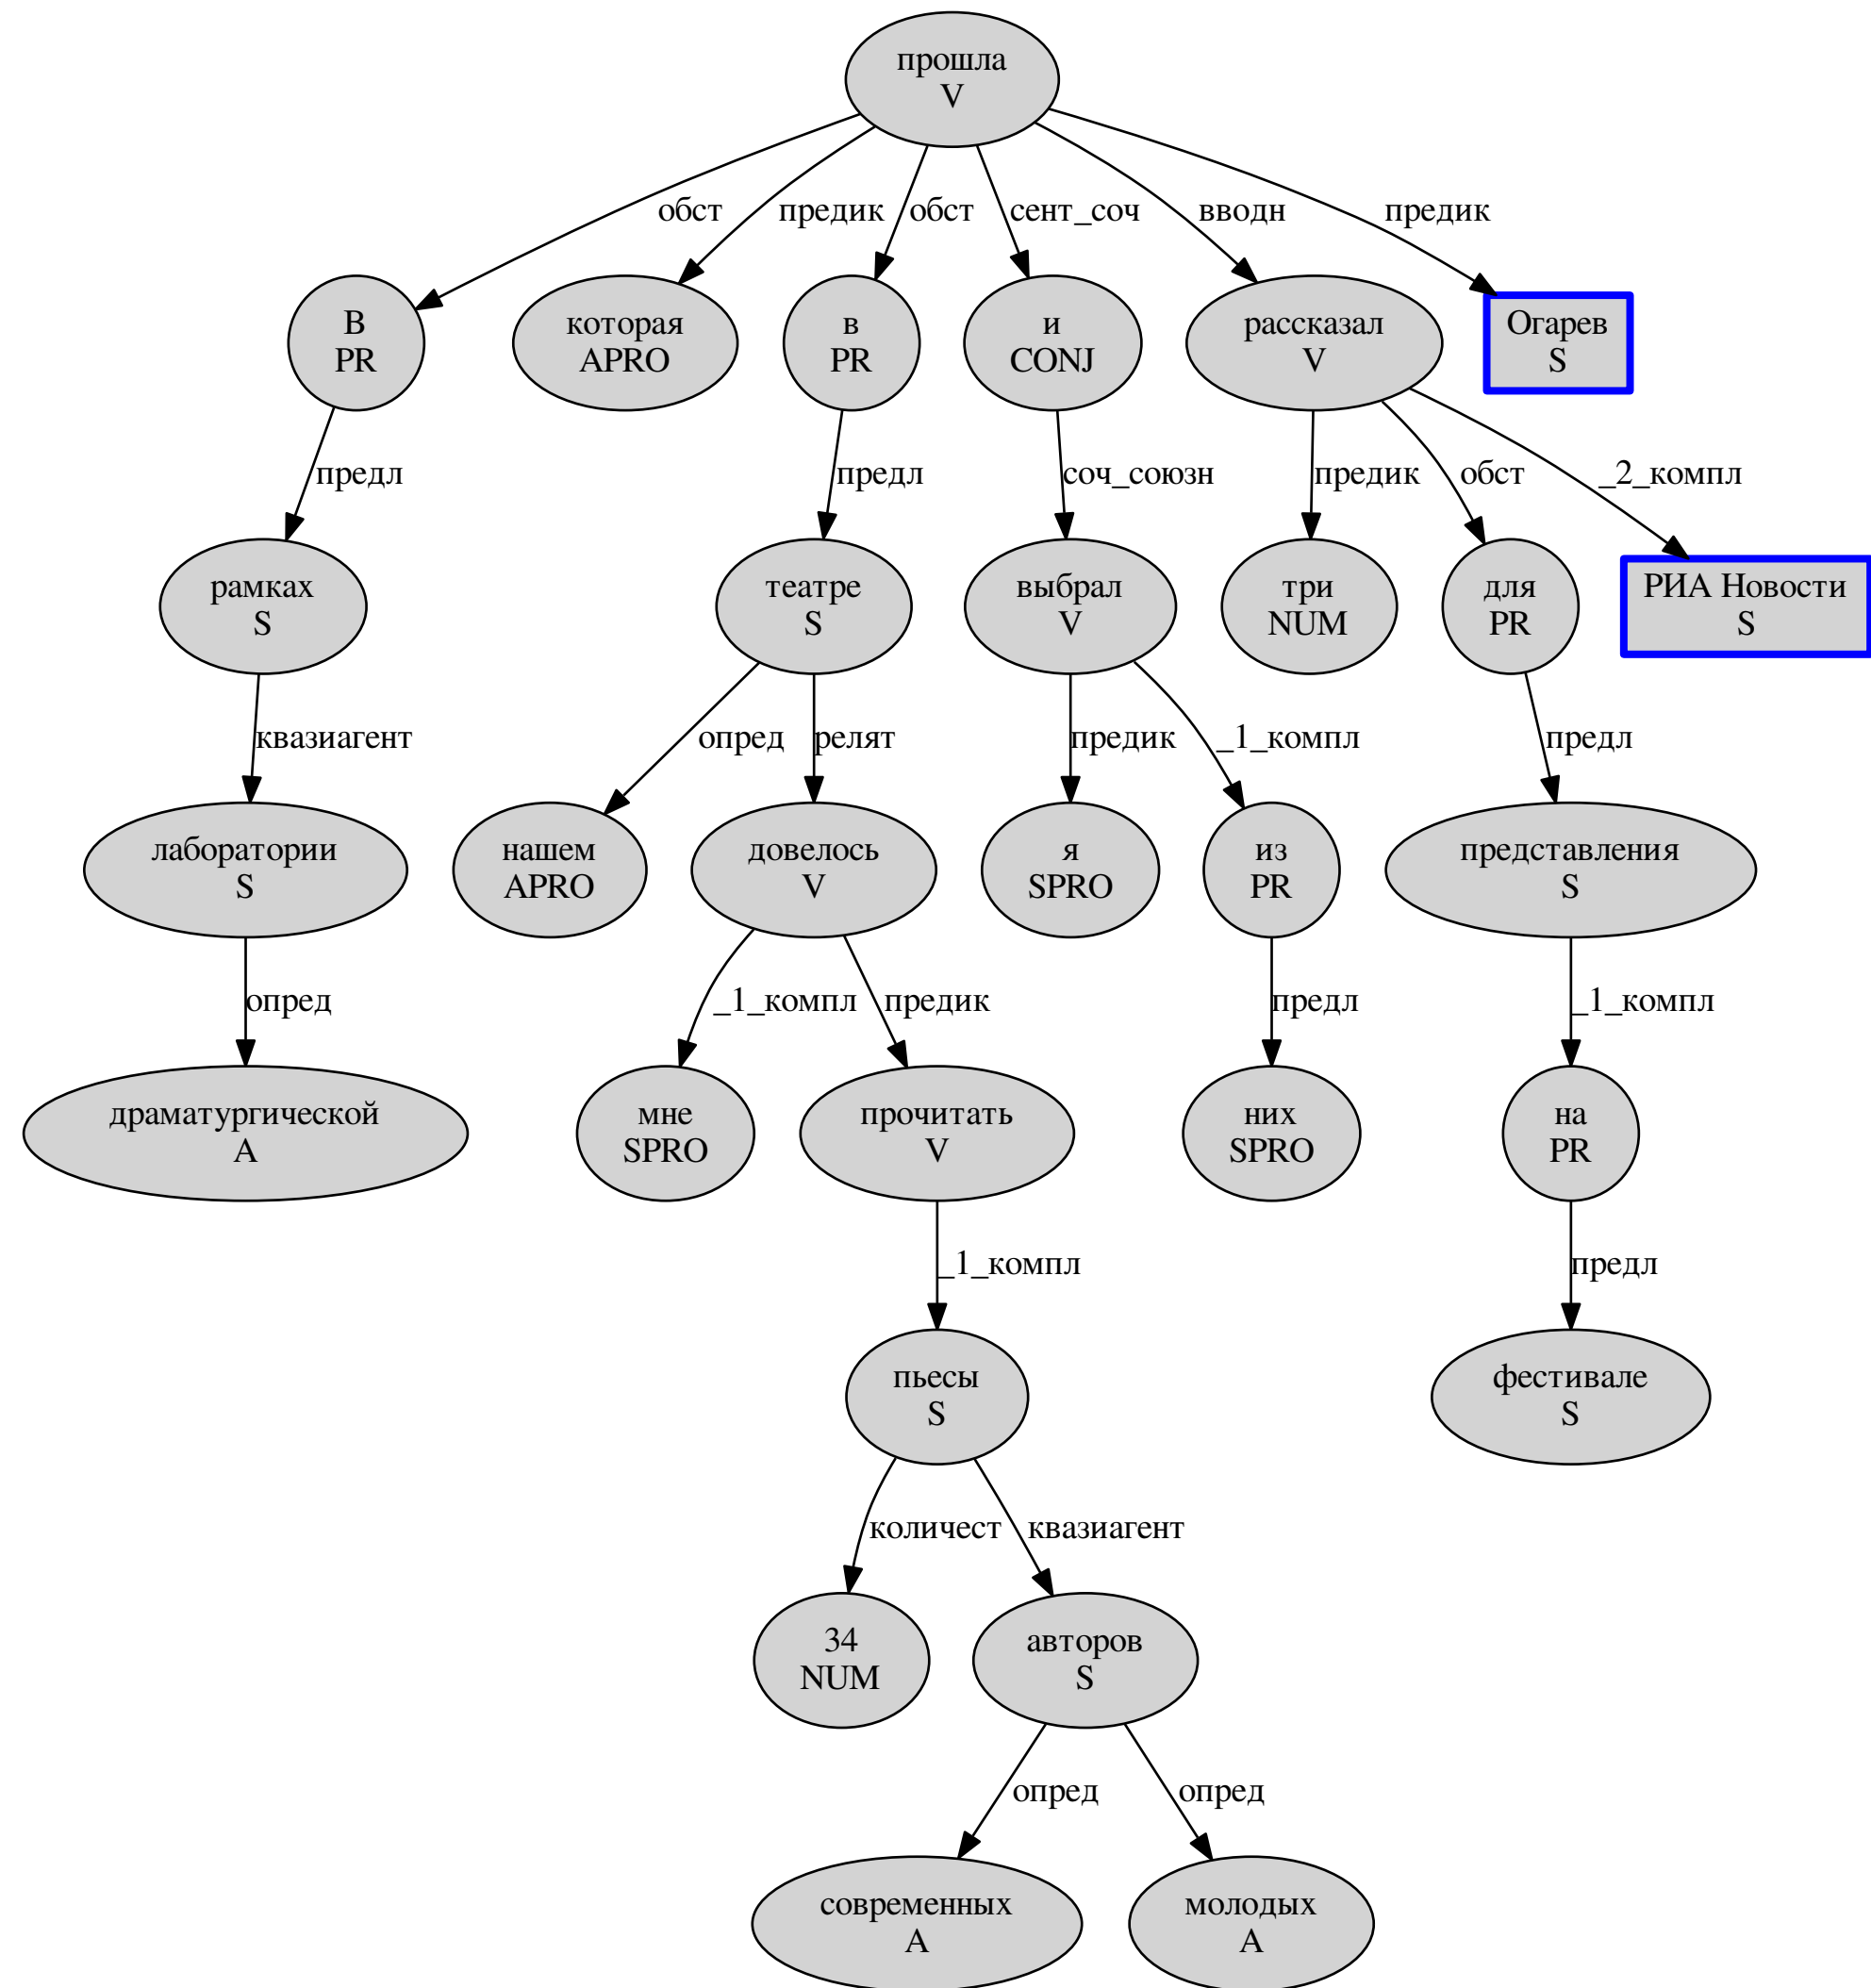 прошла
V
обст
предик
обст
сент_соч
вводн
предик
В
PR
которая
APRO
в
PR
и
CONJ
рассказал
V
Огарев
S
предл
предл
соч_союзн
предик
обст
_2_компл
рамках
S
театре
S
выбрал
V
три
NUM
для
PR
РИА Новости
S
квазиагент
опред
релят
предик
_1_компл
предл
лаборатории
S
нашем
APRO
довелось
V
я
SPRO
из
PR
представления
S
опред
_1_компл
предик
предл
_1_компл
драматургической
A
мне
SPRO
прочитать
V
них
SPRO
на
PR
_1_компл
предл
пьесы
S
фестивале
S
количест
квазиагент
34
NUM
авторов
S
опред
опред
современных
A
молодых
A